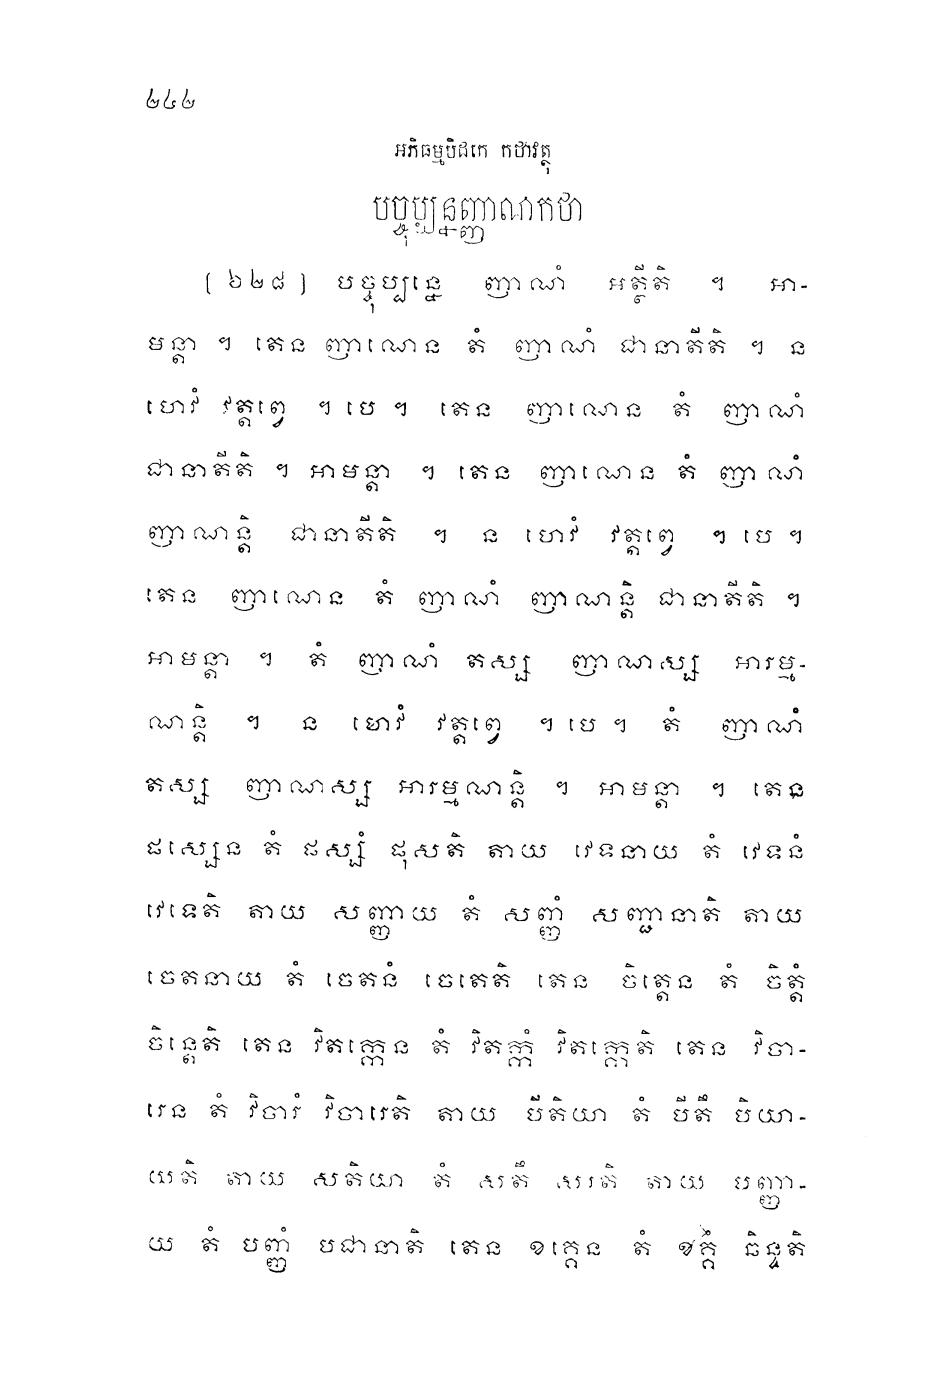 ២៤២
អភិធម្មបិដកេ កថាវត្ថុ
បច្ចុប្បន្នញ្ញាណកថា
(៦២៨) បច្ចុប្បន្នេ ញាណំ អត្ថីតិ ។ អា-
មន្តា ។ តេន ញាណេន តំ ញាណំ ជានាតីតិ ។ ន
ហេវំ វត្តព្វេ ។ បេ ។ តេន ញាណេន តំ ញាណំ
ជានាតីតិ ។ អាមន្តា ។ តេន ញាណេន តំ ញាណំ
ញាណន្តិ ជានាតីតិ ។ ន ហេវំ វត្តព្វេ ។ បេ ។
តេន ញាណេន តំ ញាណំ ញាណន្តិ ជានាតីតិ ។
អាមន្តា ។ តំ ញាណំ តស្ស ញាណស្ស អារម្ម-
ណន្តិ ។ ន ហេវំ វត្តព្វេ ។ បេ ។ តំ ញាណំ
តស្ស ញាណស្ស អារម្មណន្តិ ។ អាមន្តា ។ តេន
ផស្សេន តំ ផស្សំ ផុសតិ តាយ វេទនាយ តំ វេទនំ
វេទេតិ តាយ សញ្ញាយ តំ សញ្ញំ សញ្ជានាតិ តាយ
ចេតនាយ តំ ចេតនំ ចេតេតិ តេន ចិត្តេន តំ ចិត្តំ
ចិន្តេតិ តេន វិតក្កេន តំ វិតក្កំ វិតក្កេតិ តេន វិចា-
រេន តំ វិចារំ វិចារេតិ តាយ បីតិយា តំ បីតឹ បិយា-
យតិ តាយ សតិយា តំ សតឹ សរតិ តាយ បញ្ញា-
យ តំ បញ្ញំ បជានាតិ តេន ខគ្គេន តំ ខគ្គំ ឆិន្ទតិ